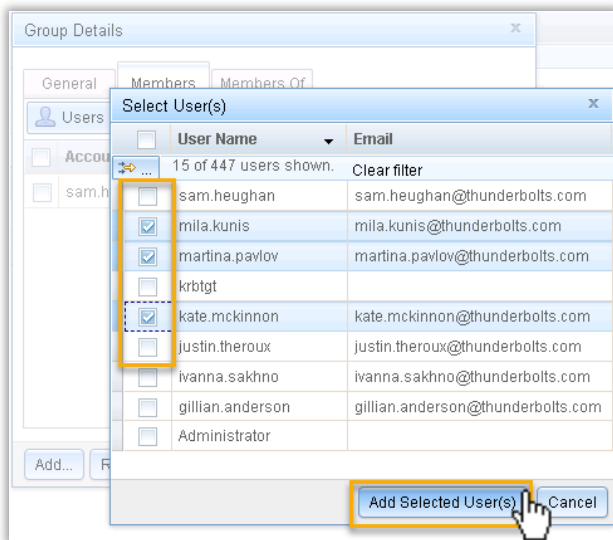 Group Details x
General Members Members Of
Select User(s) x
Users
User Name Email
... 15 of 447 users shown. Clear filter
sam.heughan sam.heughan@thunderbolts.com
mila.kunis mila.kunis@thunderbolts.com
martina.pavlov martina.pavlov@thunderbolts.com
krbtgt
kate.mckinnon kate.mckinnon@thunderbolts.com
justin.theroux justin.theroux@thunderbolts.com
ivanna.sakhno ivanna.sakhno@thunderbolts.com
gillian.anderson gillian.anderson@thunderbolts.com
Administrator
Add...
Add Selected User(s) Cancel